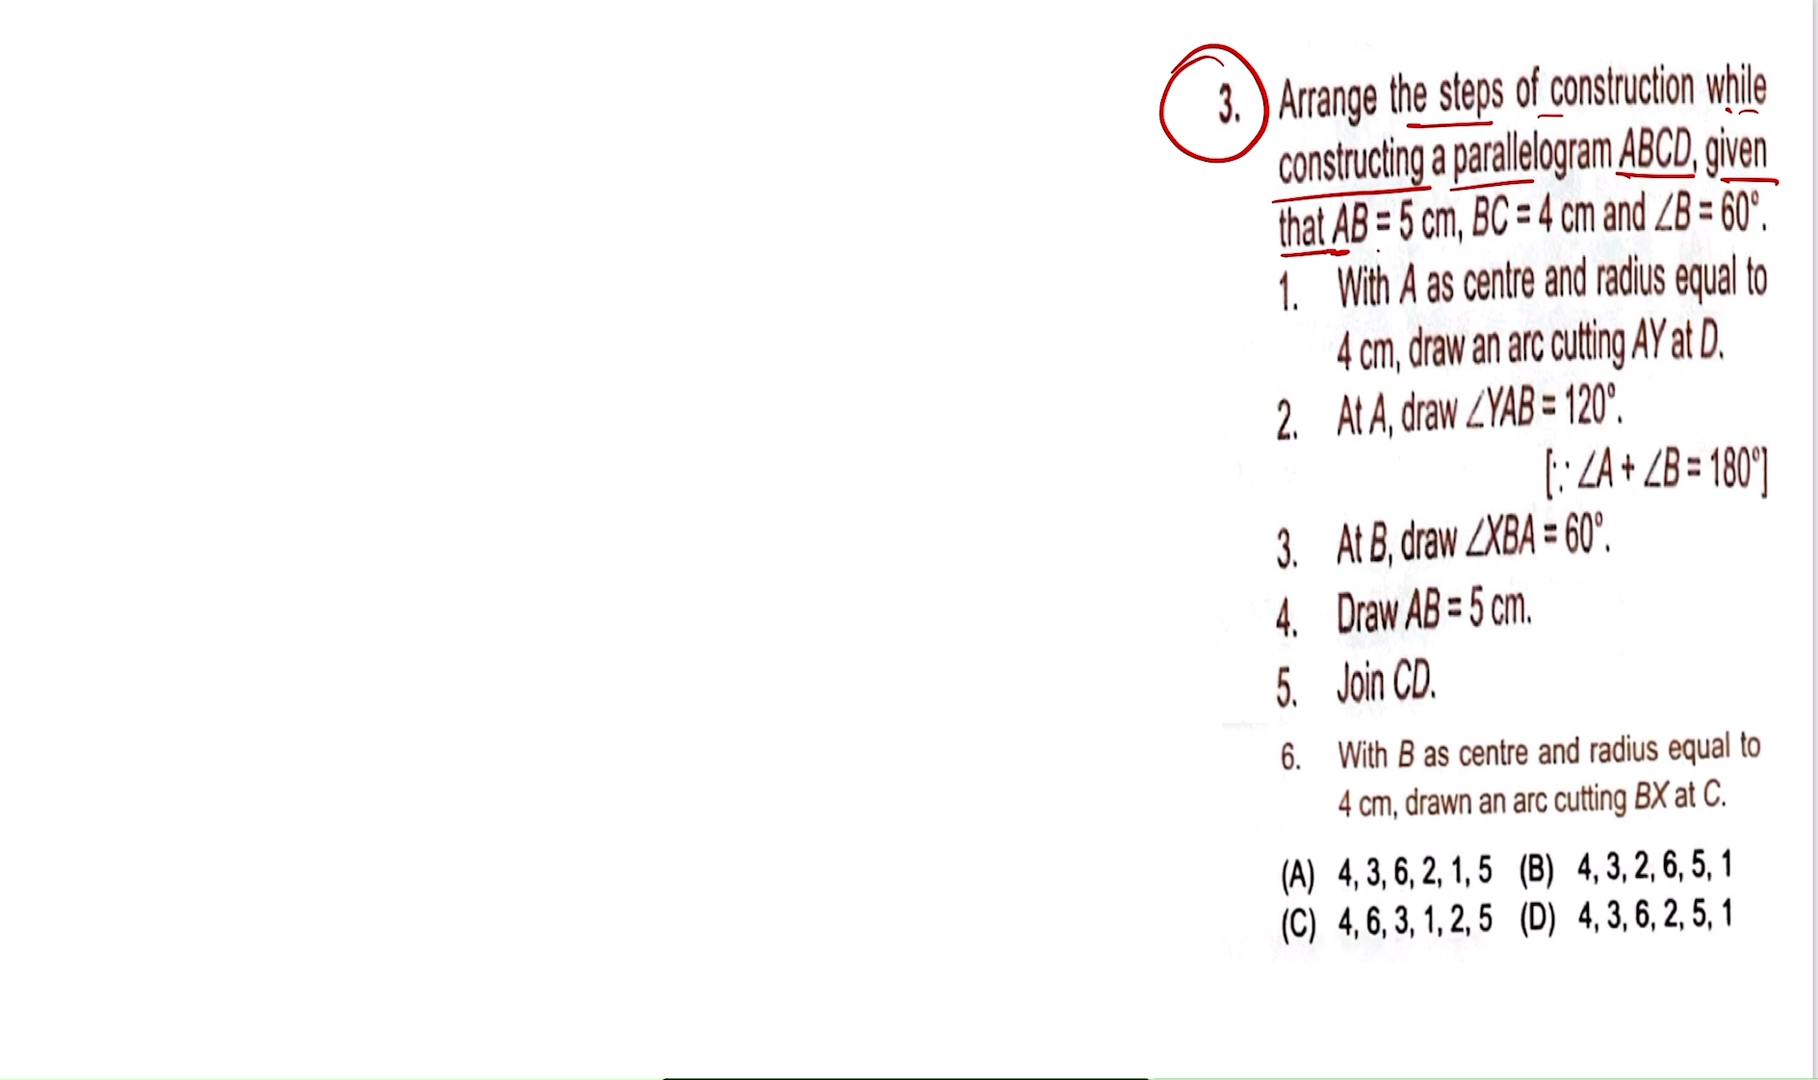 3. Arrange the steps of construction while
constructing a parallelogram ABCD, given
that AB = 5 cm, BC = 4 cm and ∠B = 60°.
1. With A as centre and radius equal to
4 cm, draw an arc cutting AY at D.
2. At A, draw ∠YAB = 120°.
[∵ ∠A + ∠B = 180°]
3. At B, draw ∠XBA = 60°.
4. Draw AB = 5 cm.
5. Join CD.
6. With B as centre and radius equal to
4 cm, drawn an arc cutting BX at C.
(A) 4, 3, 6, 2, 1, 5 (B) 4, 3, 2, 6, 5, 1
(C) 4, 6, 3, 1, 2, 5 (D) 4, 3, 6, 2, 5, 1